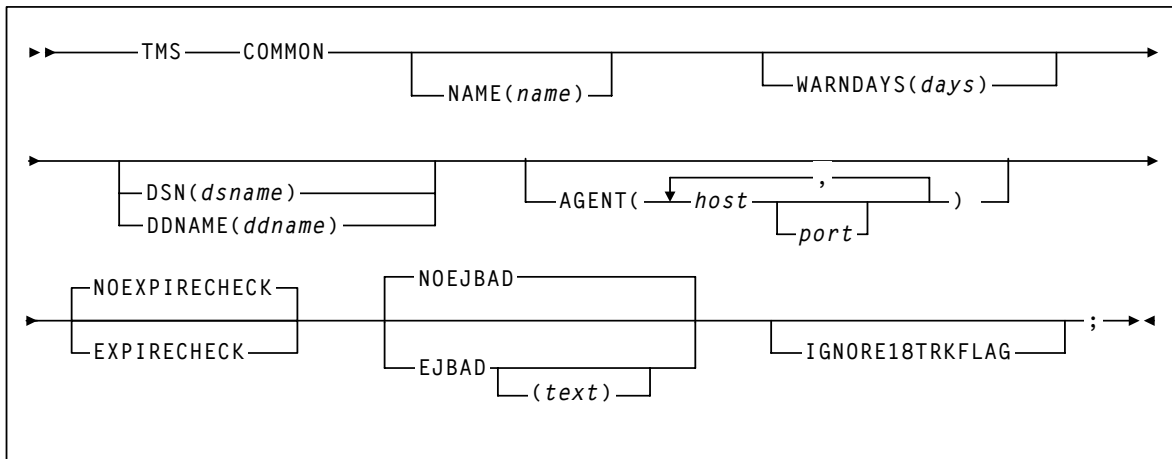 TMS COMMON
NAME(name)
WARNDAYS(days)
DSN(dsname)
DDNAME(ddname)
,
AGENT( host )
port
NOEXPIRECHECK
EXPIRECHECK
NOEJBAD
EJBAD
(text)
IGNORE18TRKFLAG
;